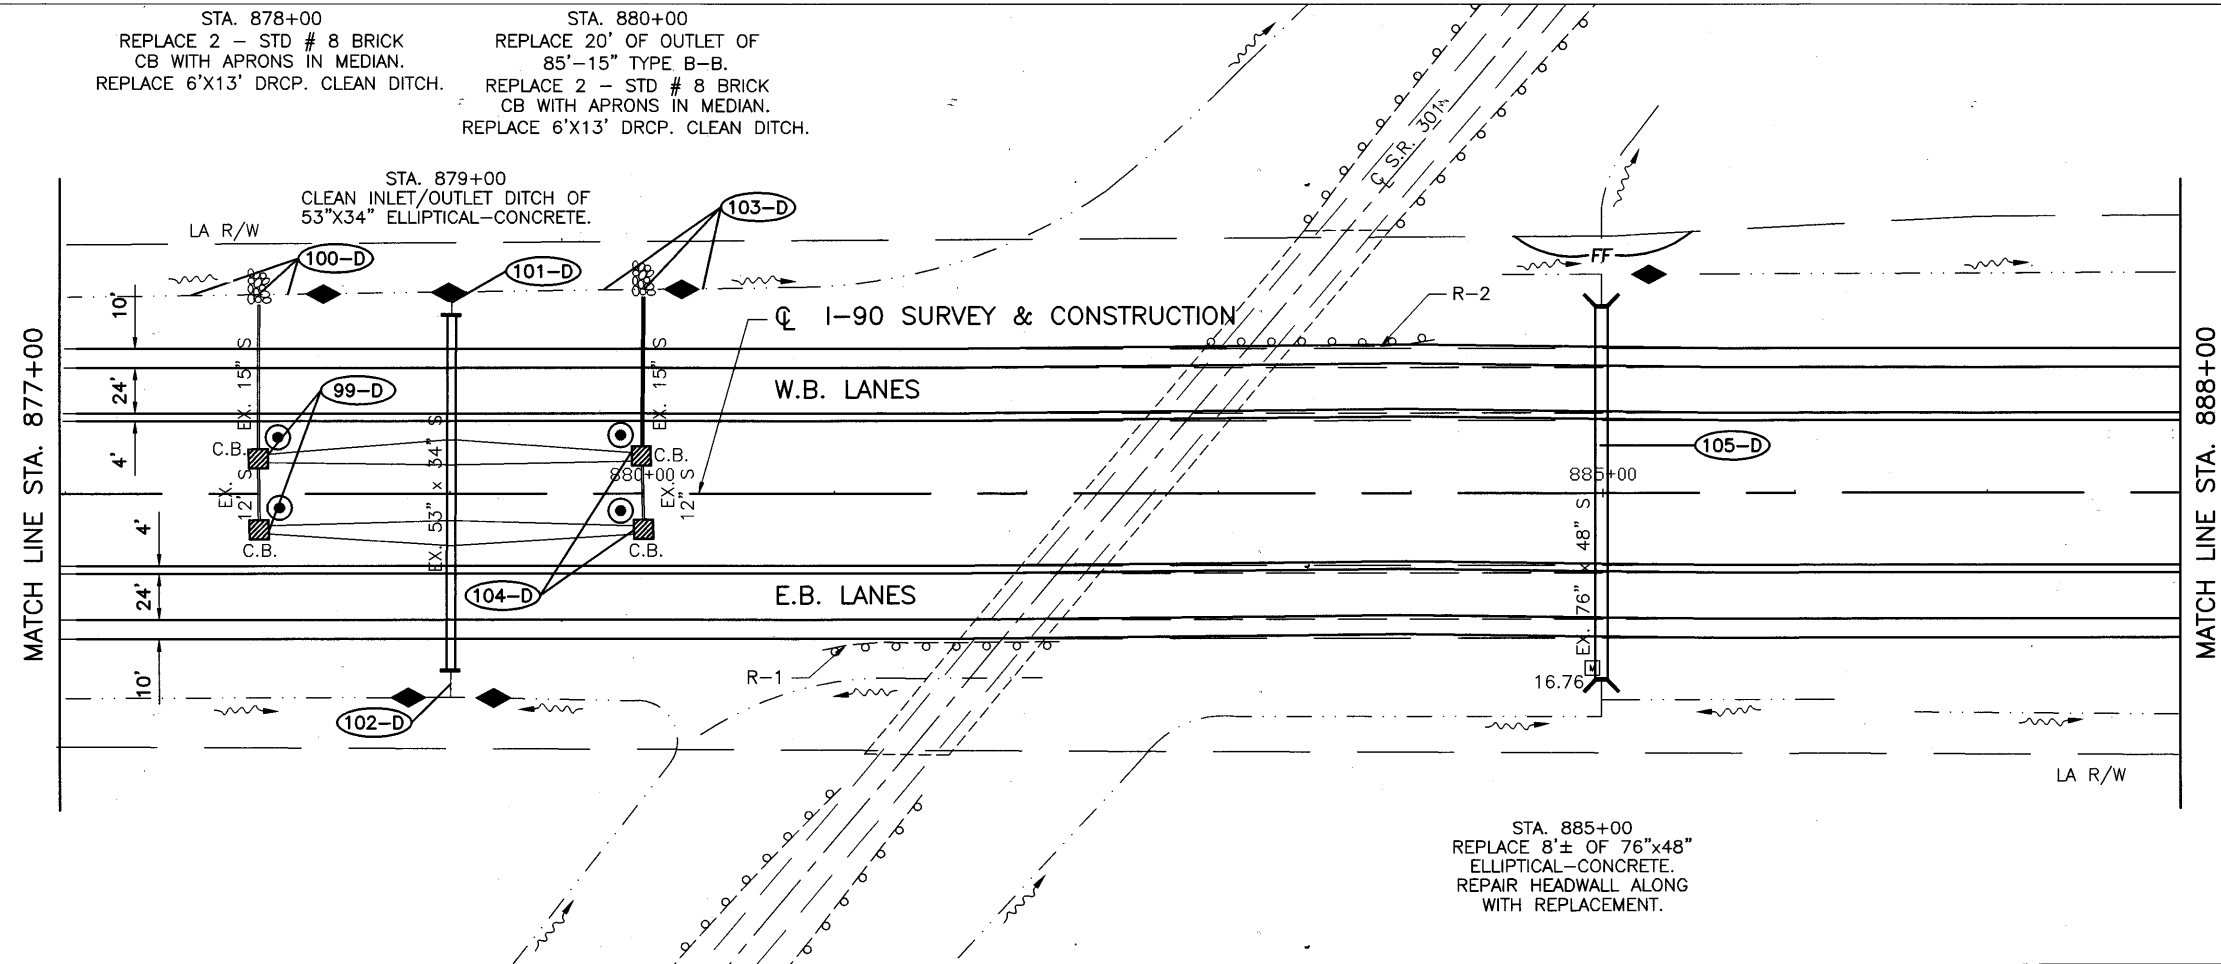 STA. 878+00
REPLACE 2 – STD # 8 BRICK
CB WITH APRONS IN MEDIAN.
REPLACE 6'X13' DRCP. CLEAN DITCH.
STA. 880+00
REPLACE 20' OF OUTLET OF
85'–15" TYPE B–B.
REPLACE 2 – STD # 8 BRICK
CB WITH APRONS IN MEDIAN.
REPLACE 6'X13' DRCP. CLEAN DITCH.
STA. 879+00
CLEAN INLET/OUTLET DITCH OF
53"X34" ELLIPTICAL–CONCRETE.
LA R/W
100-D
101-D
103-D
℄ S.R. 301
FF
R-2
℄ I-90 SURVEY & CONSTRUCTION
MATCH LINE STA. 877+00
MATCH LINE STA. 888+00
10'
24'
4'
4'
24'
10'
EX. 15" S
EX. 15" S
W.B. LANES
99-D
C.B.
C.B.
EX. 12' S
EX. 12" S
C.B.
C.B.
EX. 53" x 34" S
880+00
885+00
105-D
104-D
E.B. LANES
EX. 76" x 48" S
M
16.76
R-1
102-D
LA R/W
STA. 885+00
REPLACE 8'± OF 76"x48"
ELLIPTICAL–CONCRETE.
REPAIR HEADWALL ALONG
WITH REPLACEMENT.